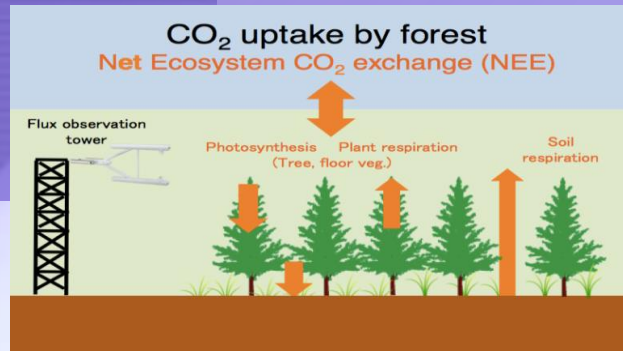 CO₂ uptake by forest
Net Ecosystem CO₂ exchange (NEE)
Flux observation
tower
Photosynthesis Plant respiration
(Tree, floor veg.)
Soil
respiration